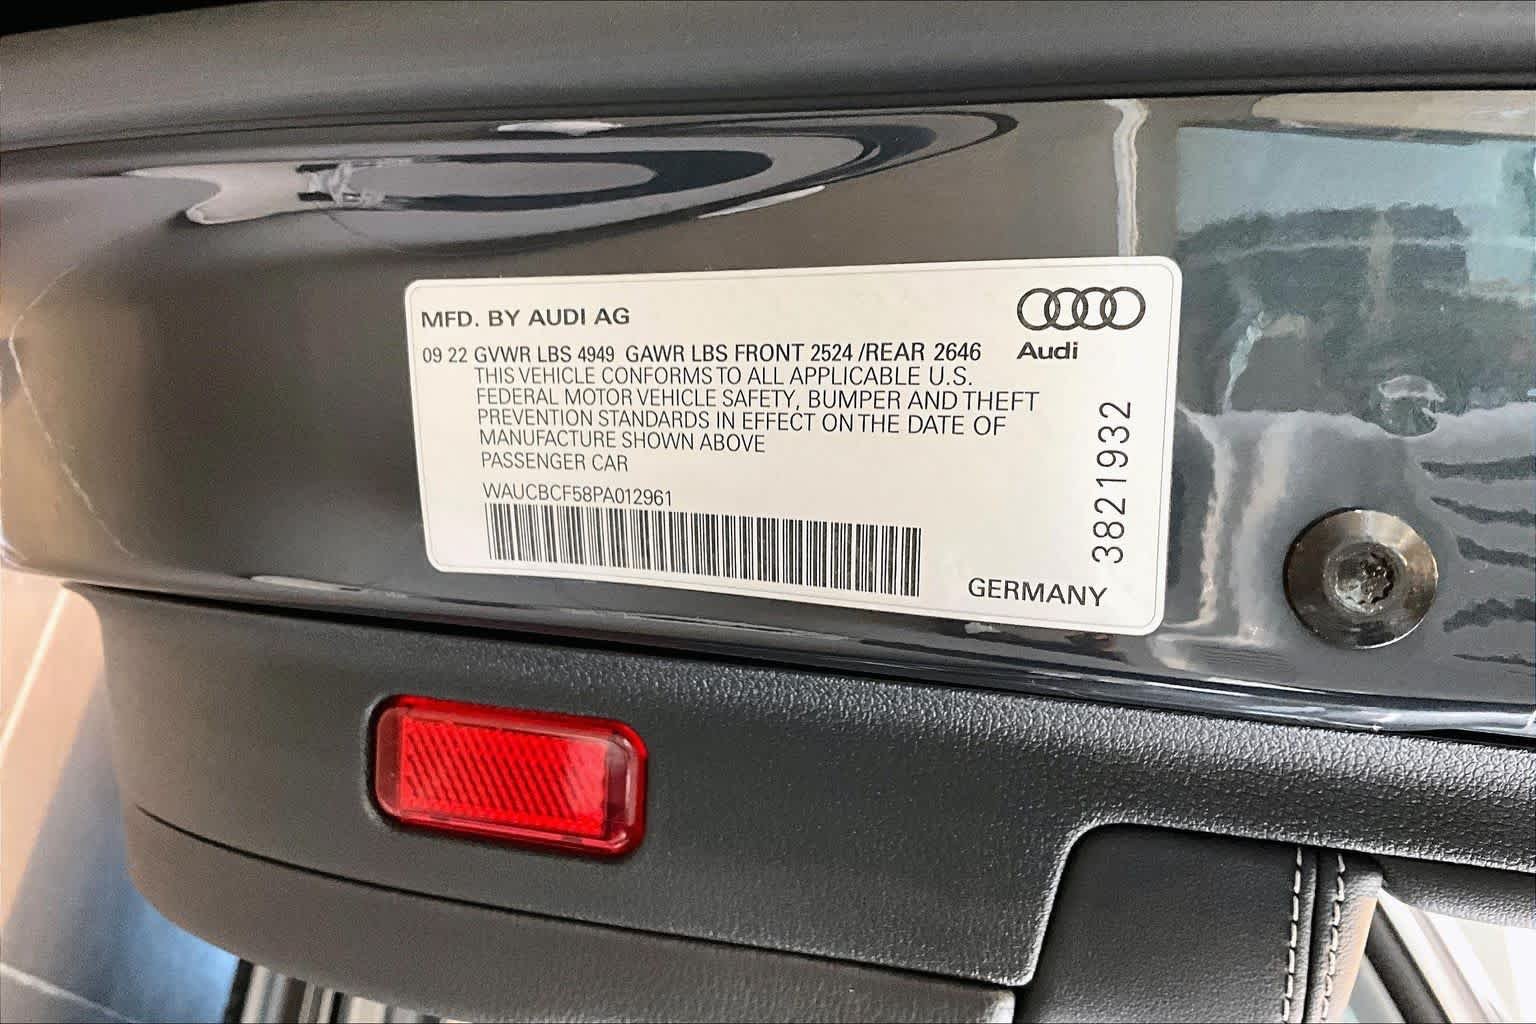 MFD. BY AUDI AG
Audi
09 22 GVWR LBS 4949 GAWR LBS FRONT 2524 /REAR 2646
THIS VEHICLE CONFORMS TO ALL APPLICABLE U.S.
FEDERAL MOTOR VEHICLE SAFETY, BUMPER AND THEFT
PREVENTION STANDARDS IN EFFECT ON THE DATE OF
MANUFACTURE SHOWN ABOVE
PASSENGER CAR
WAUCBCF58PA012961
38219932
GERMANY